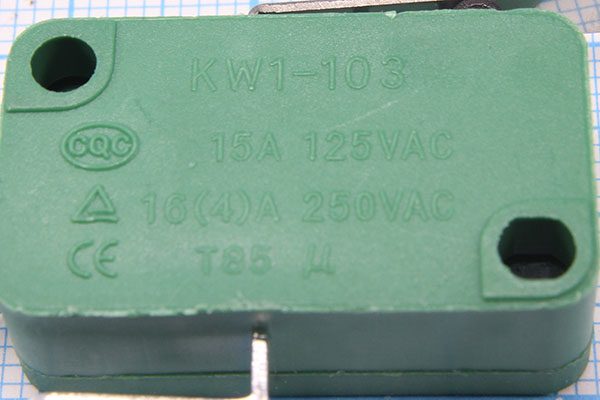 KW1-103
CQC 15A 125VAC
16(4)A 250VAC
CE T85 μ